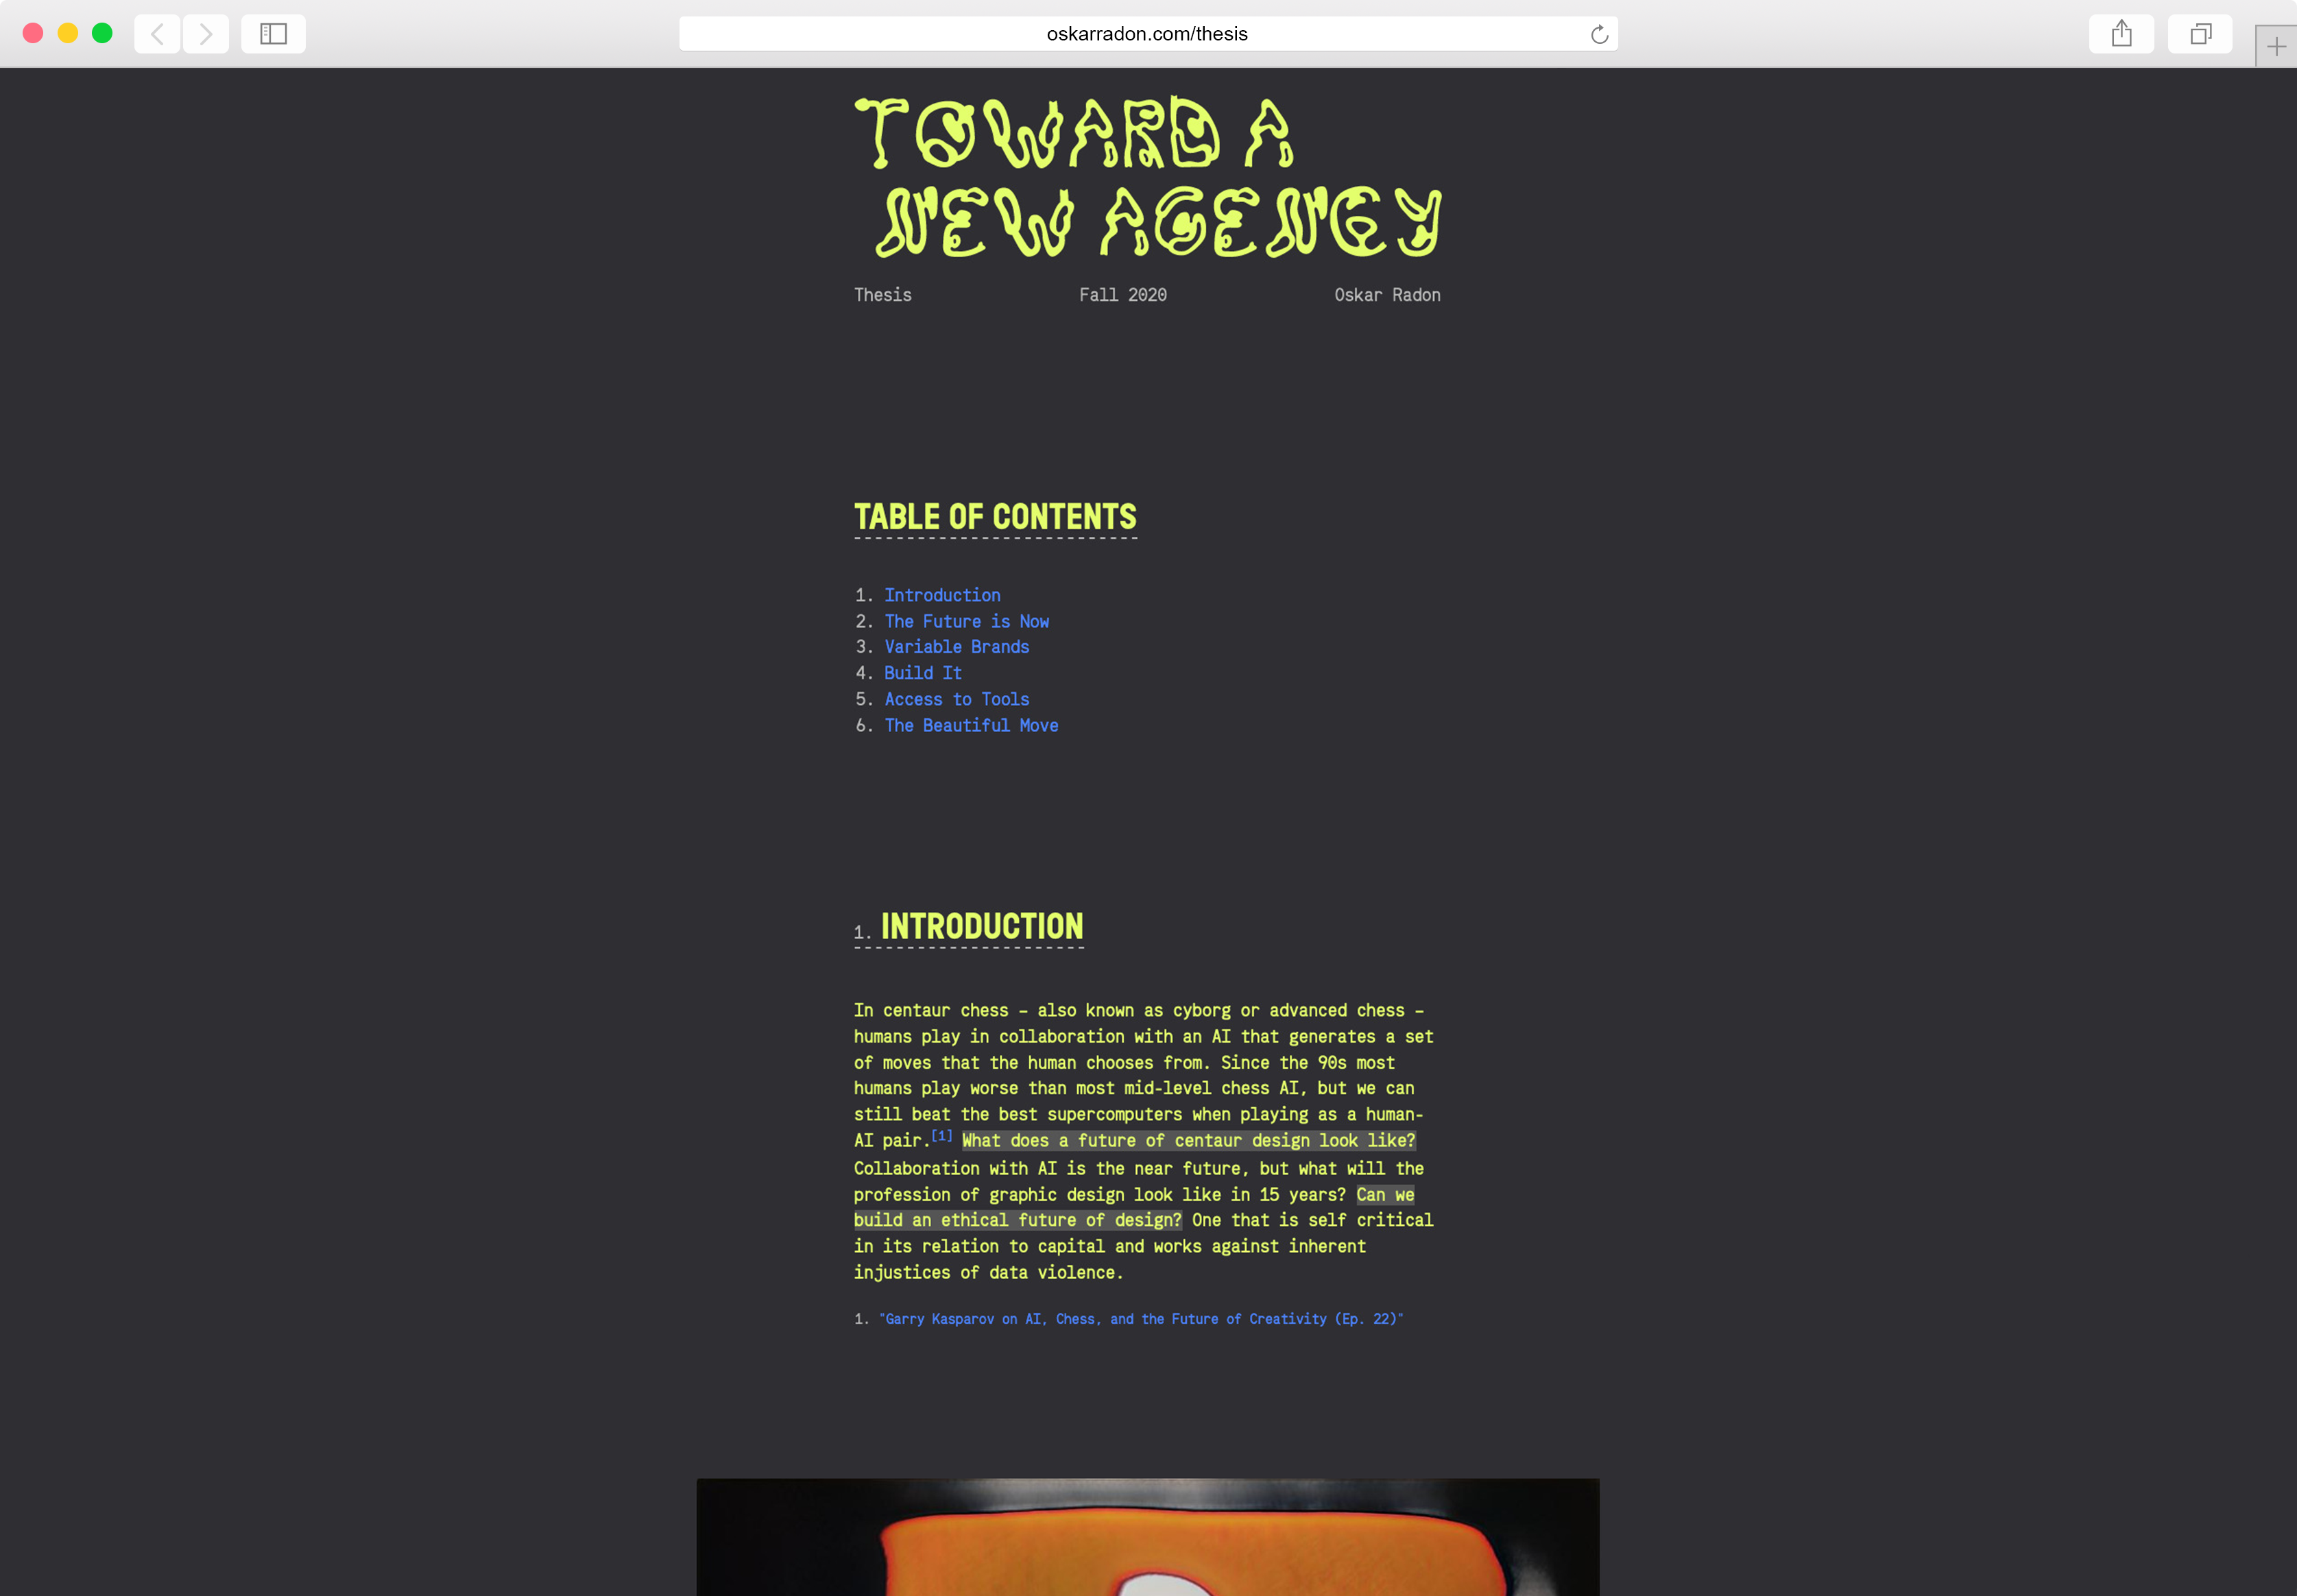 oskarradon.com/thesis
TOWARD A
NEW AGENCY
Thesis Fall 2020 Oskar Radon
TABLE OF CONTENTS
1. Introduction
2. The Future is Now
3. Variable Brands
4. Build It
5. Access to Tools
6. The Beautiful Move
1. INTRODUCTION
In centaur chess – also known as cyborg or advanced chess –
humans play in collaboration with an AI that generates a set
of moves that the human chooses from. Since the 90s most
humans play worse than most mid-level chess AI, but we can
still beat the best supercomputers when playing as a human-
AI pair.[1] What does a future of centaur design look like?
Collaboration with AI is the near future, but what will the
profession of graphic design look like in 15 years? Can we
build an ethical future of design? One that is self critical
in its relation to capital and works against inherent
injustices of data violence.
1. "Garry Kasparov on AI, Chess, and the Future of Creativity (Ep. 22)"